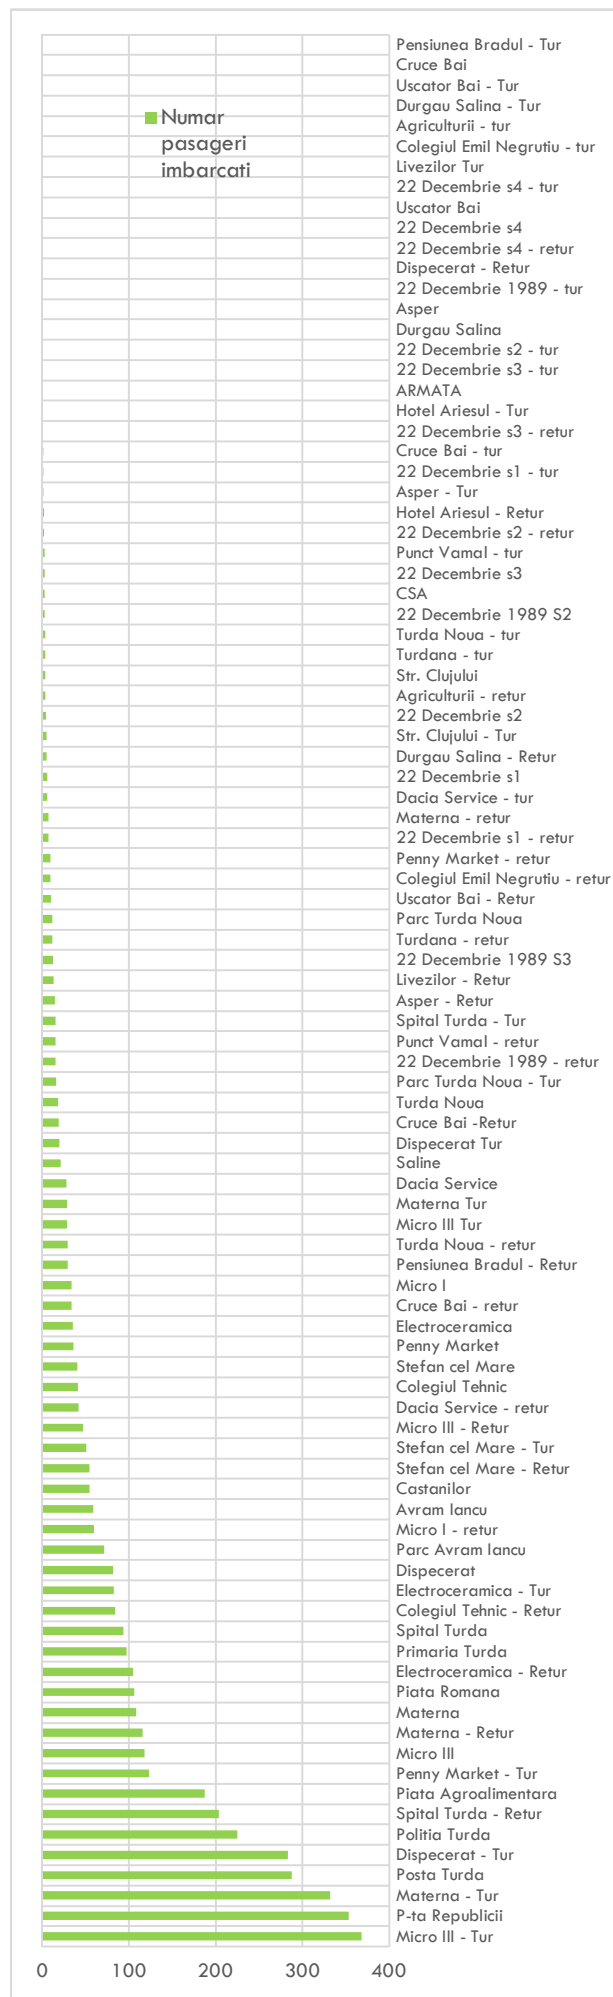 Numar
pasageri
imbarcati
Pensiunea Bradul - Tur
Cruce Bai
Uscator Bai - Tur
Durgau Salina - Tur
Agriculturii - tur
Colegiul Emil Negrutiu - tur
Livezilor Tur
22 Decembrie s4 - tur
Uscator Bai
22 Decembrie s4
22 Decembrie s4 - retur
Dispecerat - Retur
22 Decembrie 1989 - tur
Asper
Durgau Salina
22 Decembrie s2 - tur
22 Decembrie s3 - tur
ARMATA
Hotel Ariesul - Tur
22 Decembrie s3 - retur
Cruce Bai - tur
22 Decembrie s1 - tur
Asper - Tur
Hotel Ariesul - Retur
22 Decembrie s2 - retur
Punct Vamal - tur
22 Decembrie s3
CSA
22 Decembrie 1989 S2
Turda Noua - tur
Turdana - tur
Str. Clujului
Agriculturii - retur
22 Decembrie s2
Str. Clujului - Tur
Durgau Salina - Retur
22 Decembrie s1
Dacia Service - tur
Materna - retur
22 Decembrie s1 - retur
Penny Market - retur
Colegiul Emil Negrutiu - retur
Uscator Bai - Retur
Parc Turda Noua
Turdana - retur
22 Decembrie 1989 S3
Livezilor - Retur
Asper - Retur
Spital Turda - Tur
Punct Vamal - retur
22 Decembrie 1989 - retur
Parc Turda Noua - Tur
Turda Noua
Cruce Bai -Retur
Dispecerat Tur
Saline
Dacia Service
Materna Tur
Micro III Tur
Turda Noua - retur
Pensiunea Bradul - Retur
Micro I
Cruce Bai - retur
Electroceramica
Penny Market
Stefan cel Mare
Colegiul Tehnic
Dacia Service - retur
Micro III - Retur
Stefan cel Mare - Tur
Stefan cel Mare - Retur
Castanilor
Avram Iancu
Micro I - retur
Parc Avram Iancu
Dispecerat
Electroceramica - Tur
Colegiul Tehnic - Retur
Spital Turda
Primaria Turda
Electroceramica - Retur
Piata Romana
Materna
Materna - Retur
Micro III
Penny Market - Tur
Piata Agroalimentara
Spital Turda - Retur
Politia Turda
Dispecerat - Tur
Posta Turda
Materna - Tur
P-ta Republicii
Micro III - Tur
0 100 200 300 400